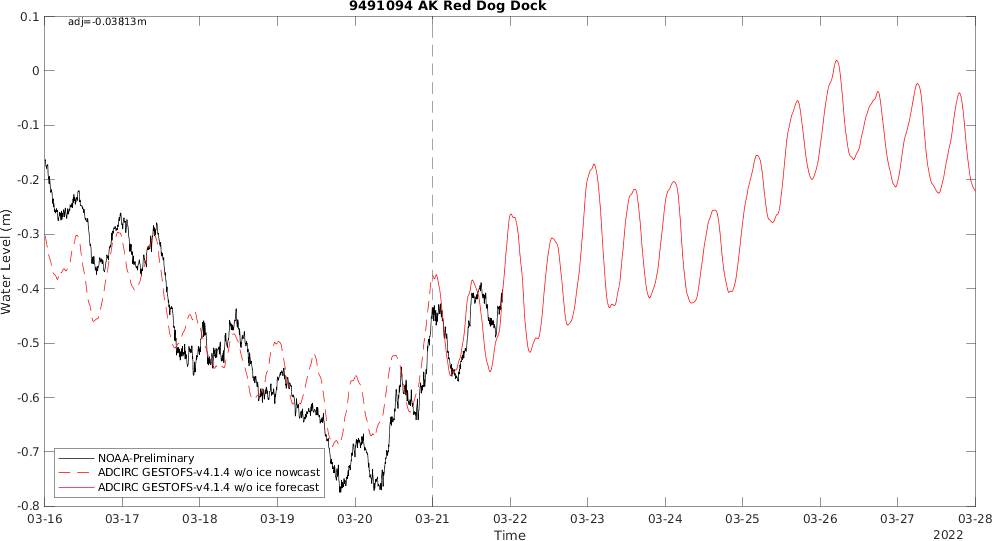 9491094 AK Red Dog Dock
adj=-0.03813m
0.1
0
-0.1
-0.2
-0.3
-0.4
-0.5
-0.6
-0.7
-0.8
Water Level (m)
NOAA-Preliminary
ADCIRC GESTOFS-v4.1.4 w/o ice nowcast
ADCIRC GESTOFS-v4.1.4 w/o ice forecast
03-16 03-17 03-18 03-19 03-20 03-21 03-22 03-23 03-24 03-25 03-26 03-27 03-28
Time
2022